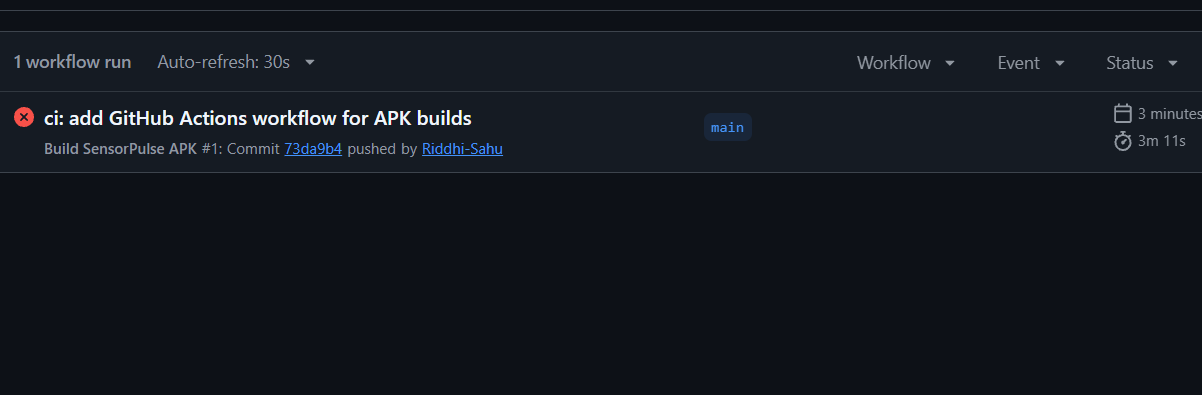 1 workflow run Auto-refresh: 30s Workflow Event Status
ci: add GitHub Actions workflow for APK builds
Build SensorPulse APK #1: Commit 73da9b4 pushed by Riddhi-Sahu
main
3 minutes
3m 11s